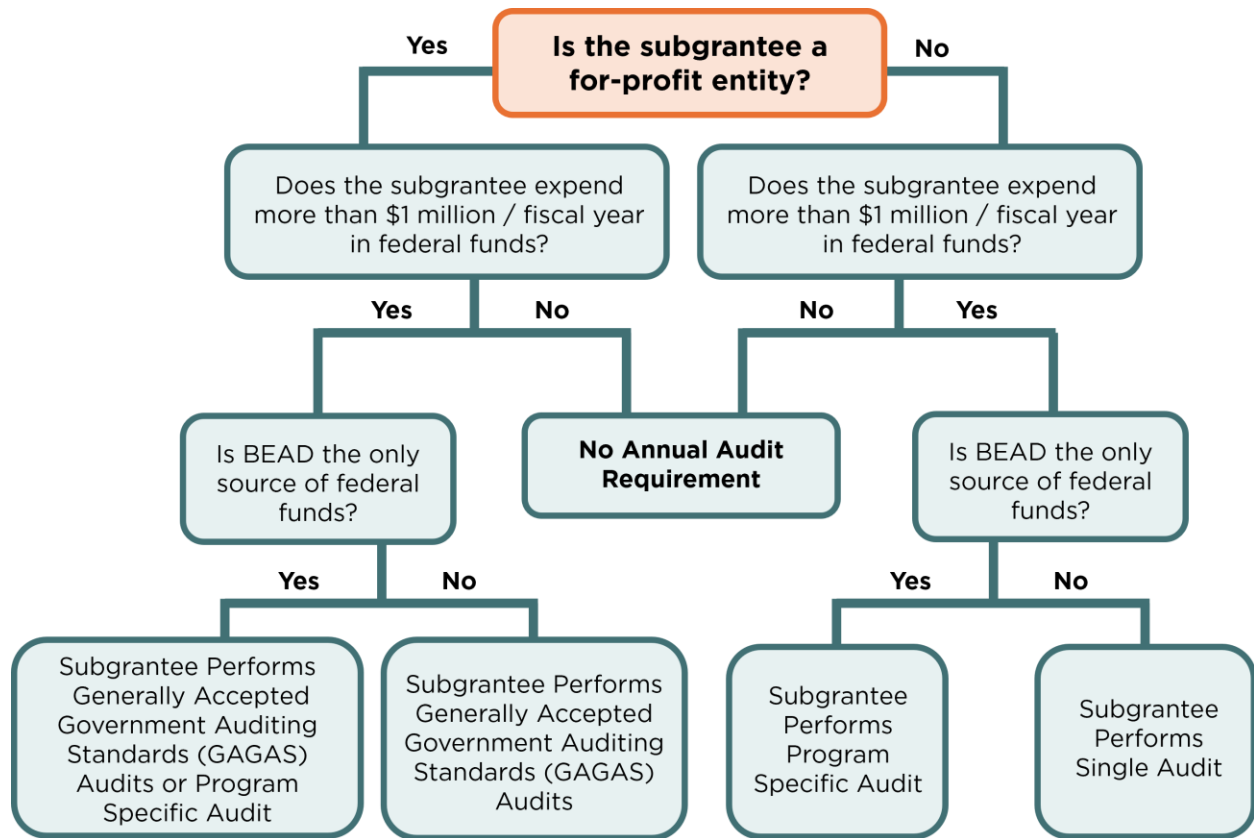 Is the subgrantee a
for-profit entity?
Yes
No
Does the subgrantee expend
more than $1 million / fiscal year
in federal funds?
Does the subgrantee expend
more than $1 million / fiscal year
in federal funds?
Yes
No
No
Yes
Is BEAD the only
source of federal
funds?
No Annual Audit
Requirement
Is BEAD the only
source of federal
funds?
Yes
No
Yes
No
Subgrantee Performs
Generally Accepted
Government Auditing
Standards (GAGAS)
Audits or Program
Specific Audit
Subgrantee Performs
Generally Accepted
Government Auditing
Standards (GAGAS)
Audits
Subgrantee
Performs
Program
Specific Audit
Subgrantee
Performs
Single Audit